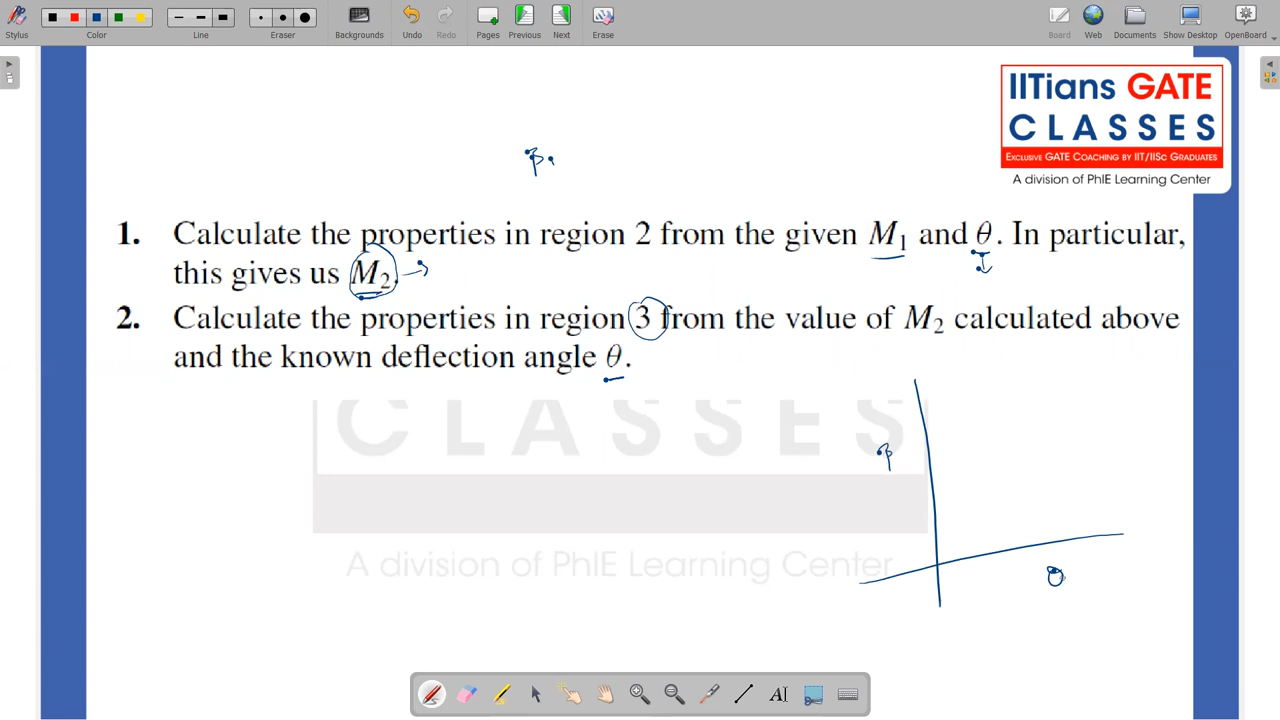 Stylus Color Line Eraser Backgrounds Undo Redo Pages Previous Next Erase Board Web Documents Show Desktop OpenBoard
IITians GATE
CLASSES
EXCLUSIVE GATE COACHING BY IIT/IISc GRADUATES
A division of PhIE Learning Center
p.
1. Calculate the properties in region 2 from the given M₁ and θ. In particular,
this gives us M₂. →
2. Calculate the properties in region 3 from the value of M₂ calculated above
and the known deflection angle θ.
CLASSES
p
θ
A division of PhIE Learning Center